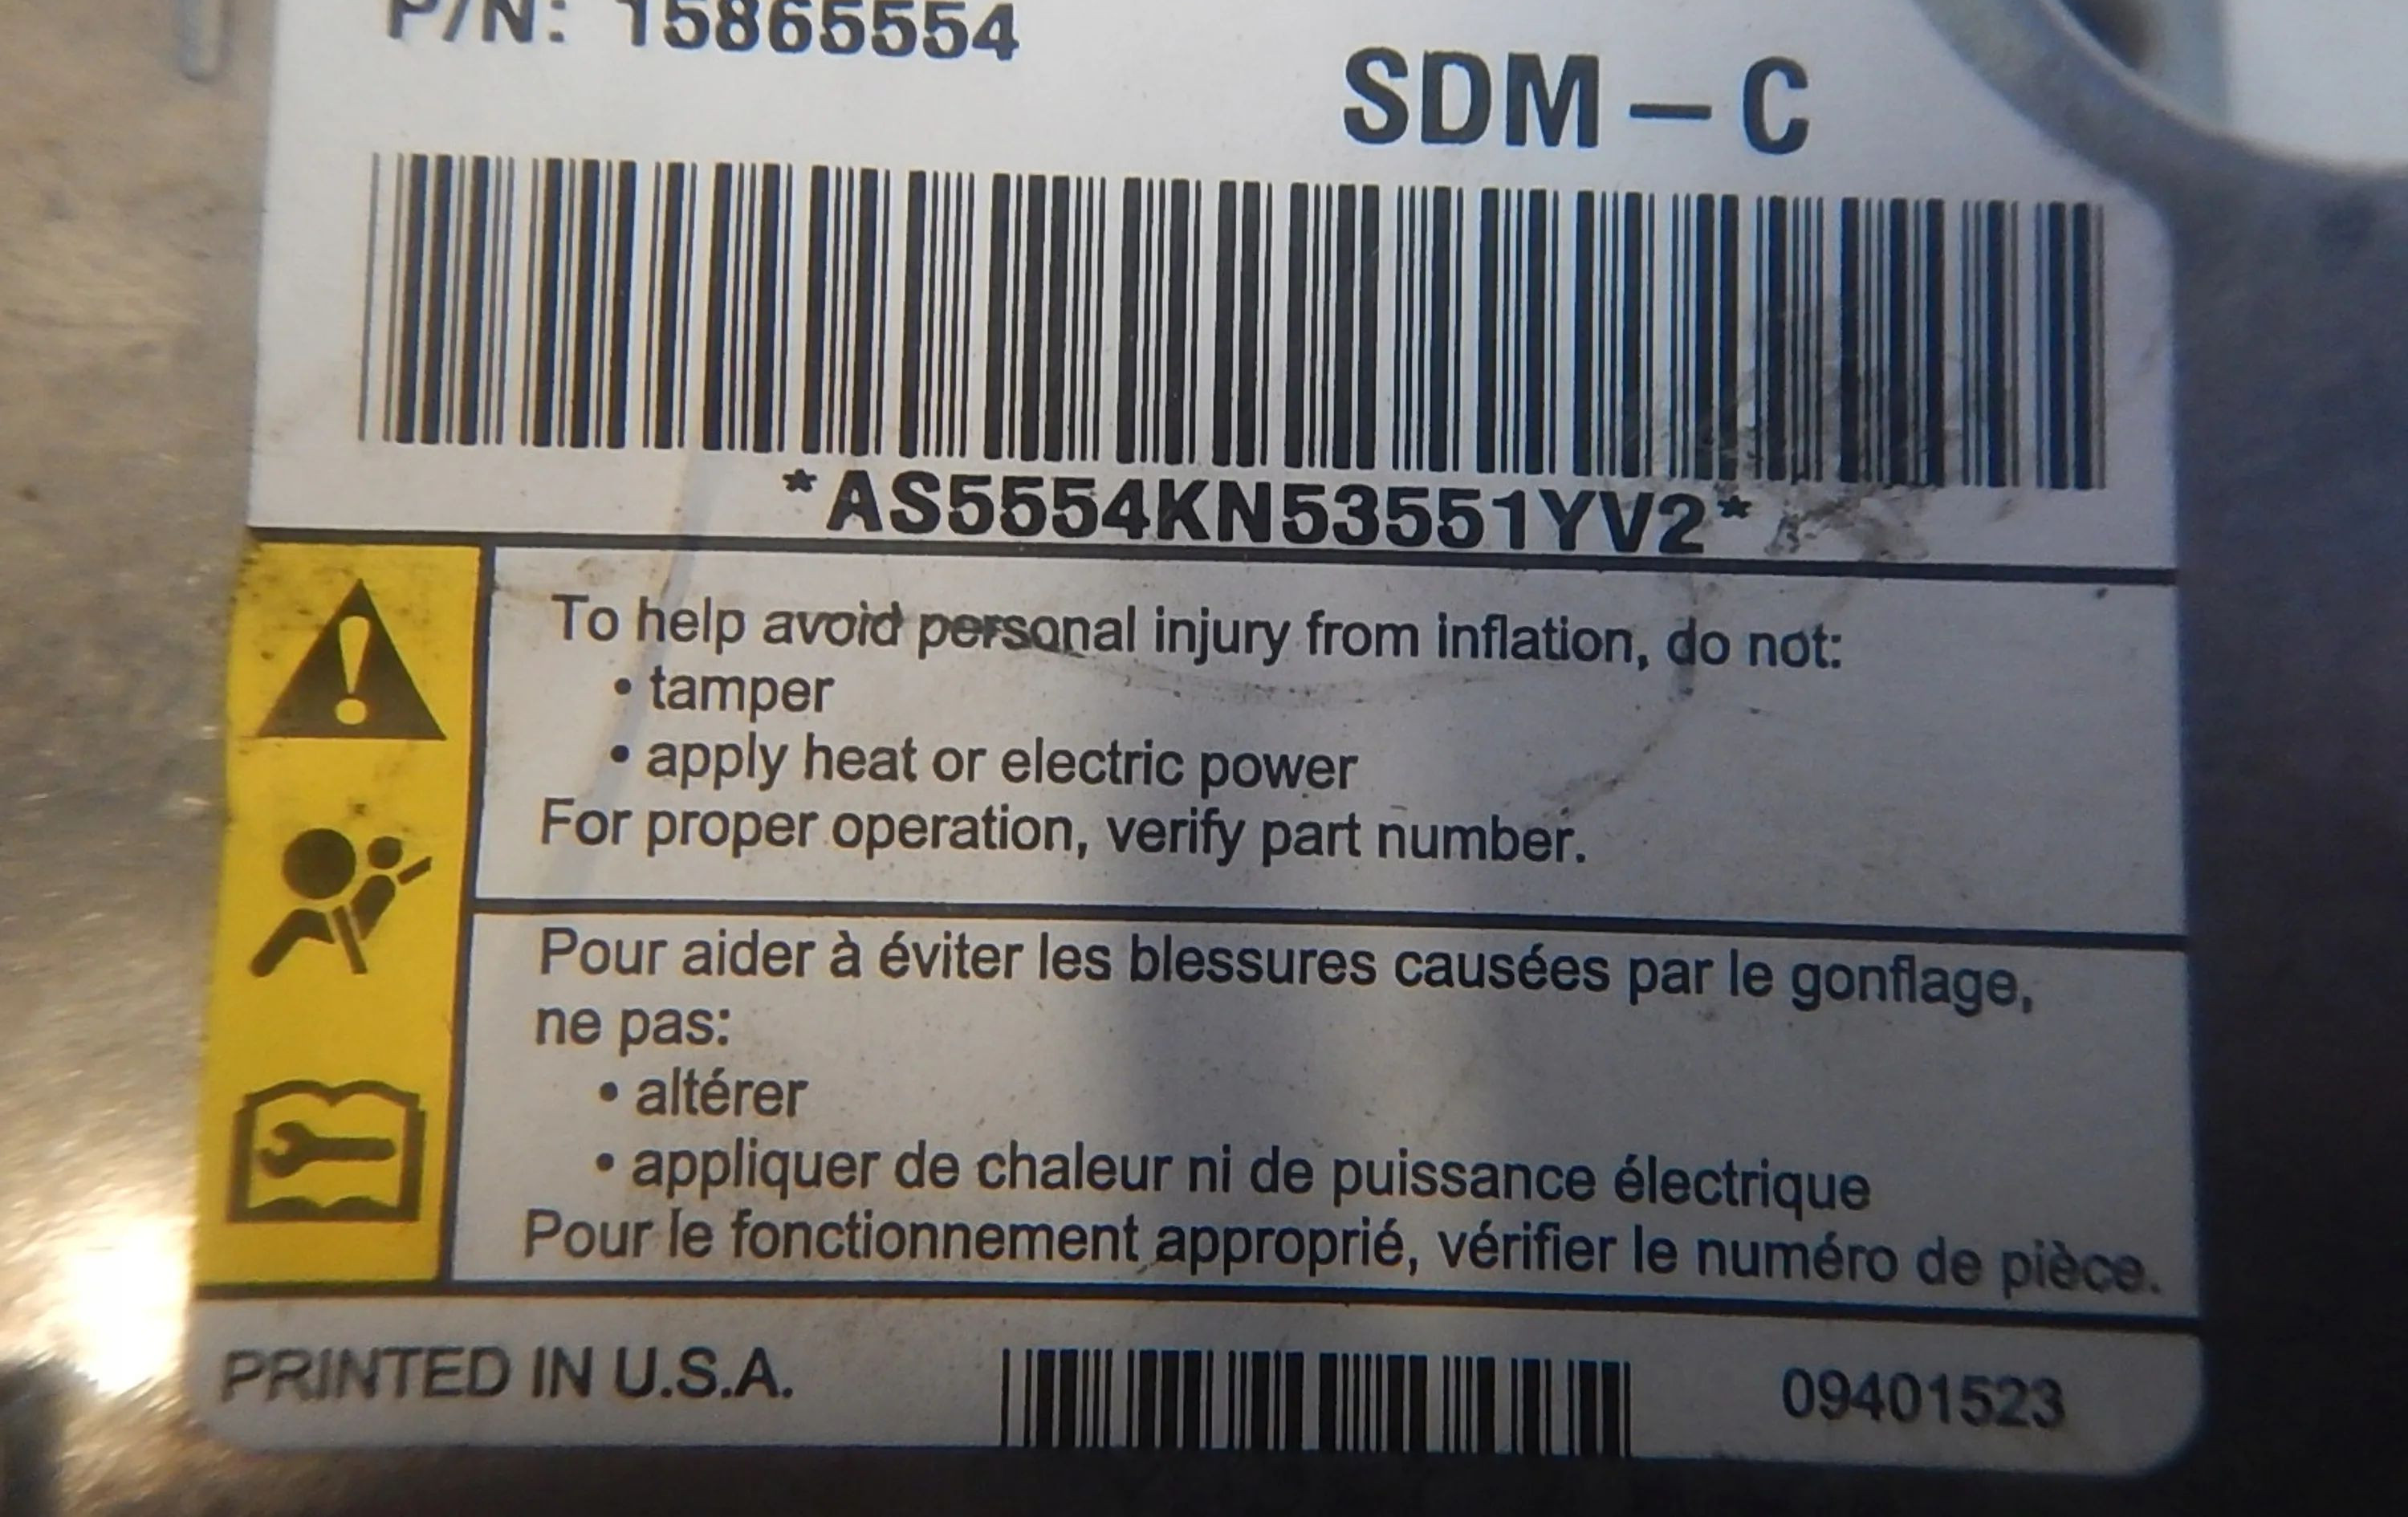 P/N: 15865554
SDM – C
*AS5554KN53551YV2*
To help avoid personal injury from inflation, do not:
• tamper
• apply heat or electric power
For proper operation, verify part number.
Pour aider à éviter les blessures causées par le gonflage,
ne pas:
• altérer
• appliquer de chaleur ni de puissance électrique
Pour le fonctionnement approprié, vérifier le numéro de pièce.
PRINTED IN U.S.A.
09401523